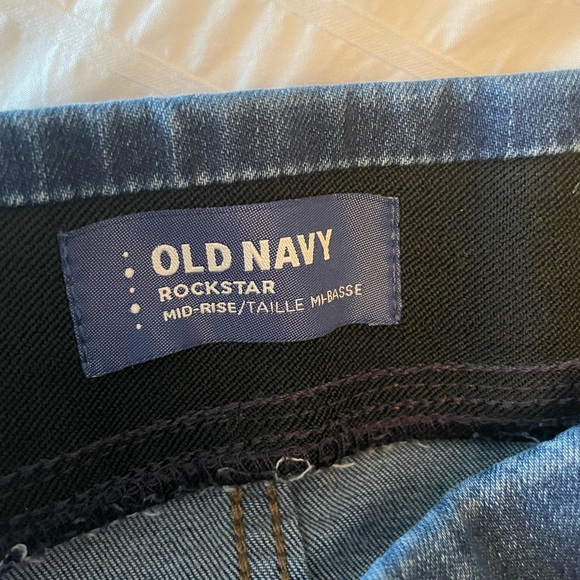 OLD NAVY
ROCKSTAR
MID-RISE/TAILLE MI-BASSE